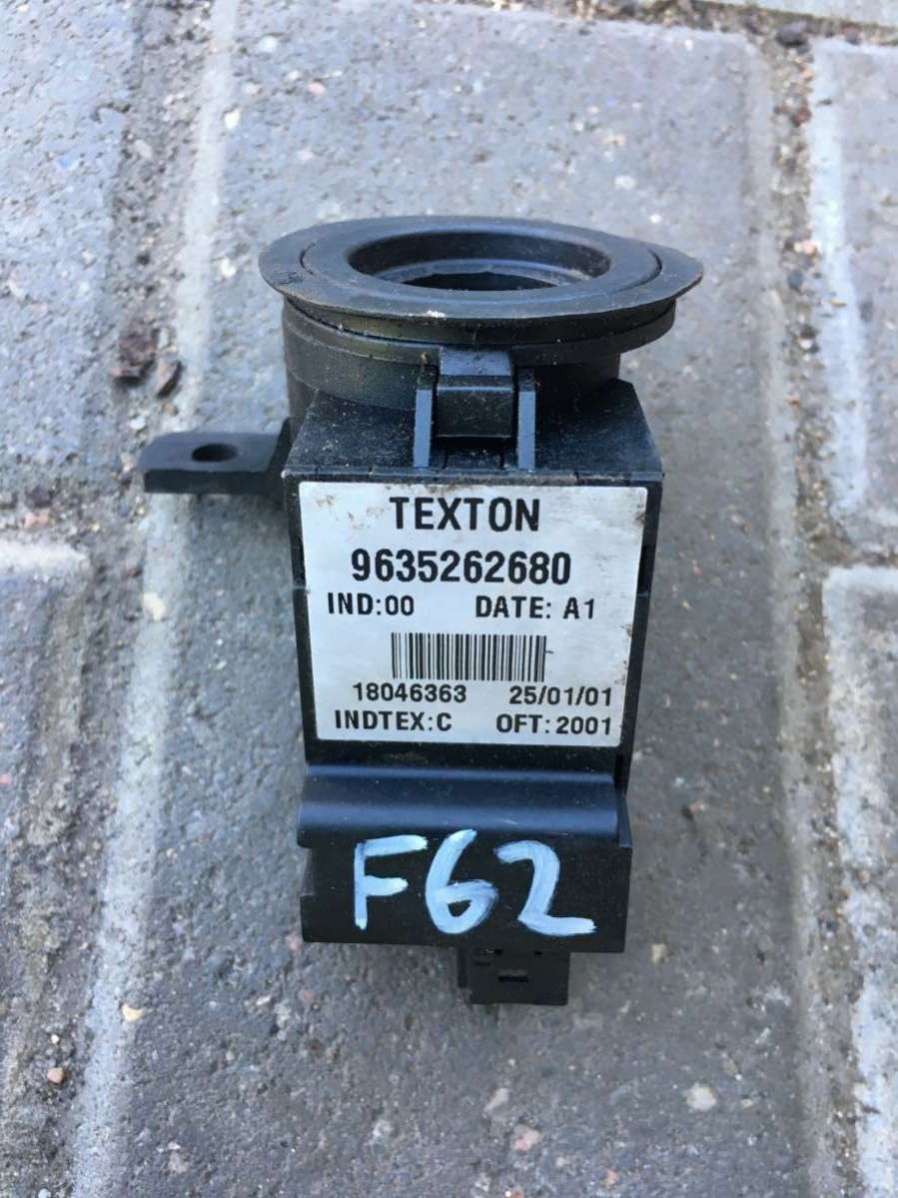 TEXTON
9635262680
IND:00 DATE: A1
18046363 25/01/01
INDTEX:C OFT: 2001
F62